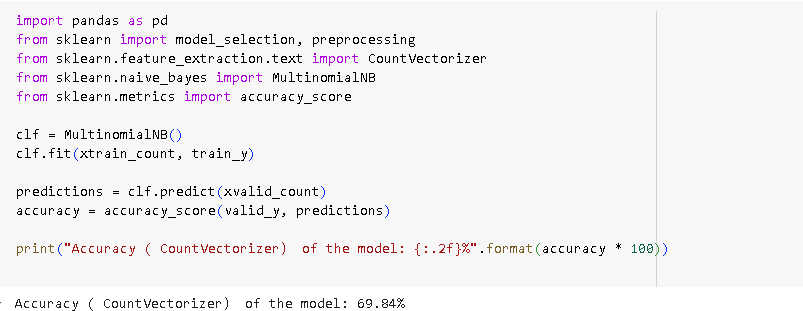 import pandas as pd
from sklearn import model_selection, preprocessing
from sklearn.feature_extraction.text import CountVectorizer
from sklearn.naive_bayes import MultinomialNB
from sklearn.metrics import accuracy_score

clf = MultinomialNB()
clf.fit(xtrain_count, train_y)

predictions = clf.predict(xvalid_count)
accuracy = accuracy_score(valid_y, predictions)

print("Accuracy ( CountVectorizer)  of the model: {:.2f}%".format(accuracy * 100))

Accuracy ( CountVectorizer)  of the model: 69.84%